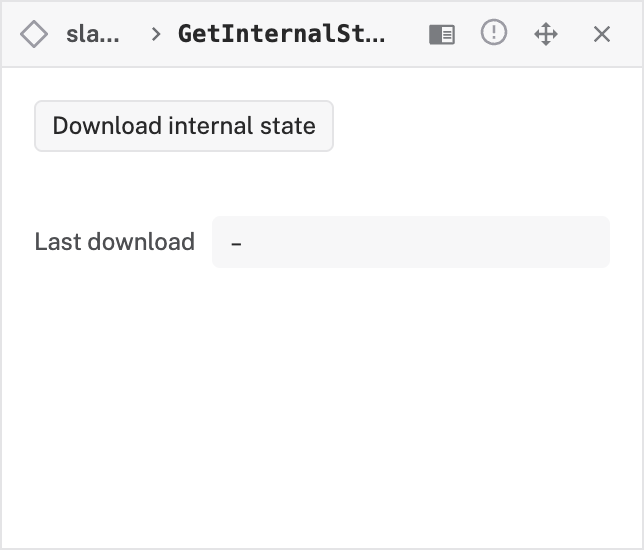 sla... > GetInternalSt...
Download internal state
Last download –